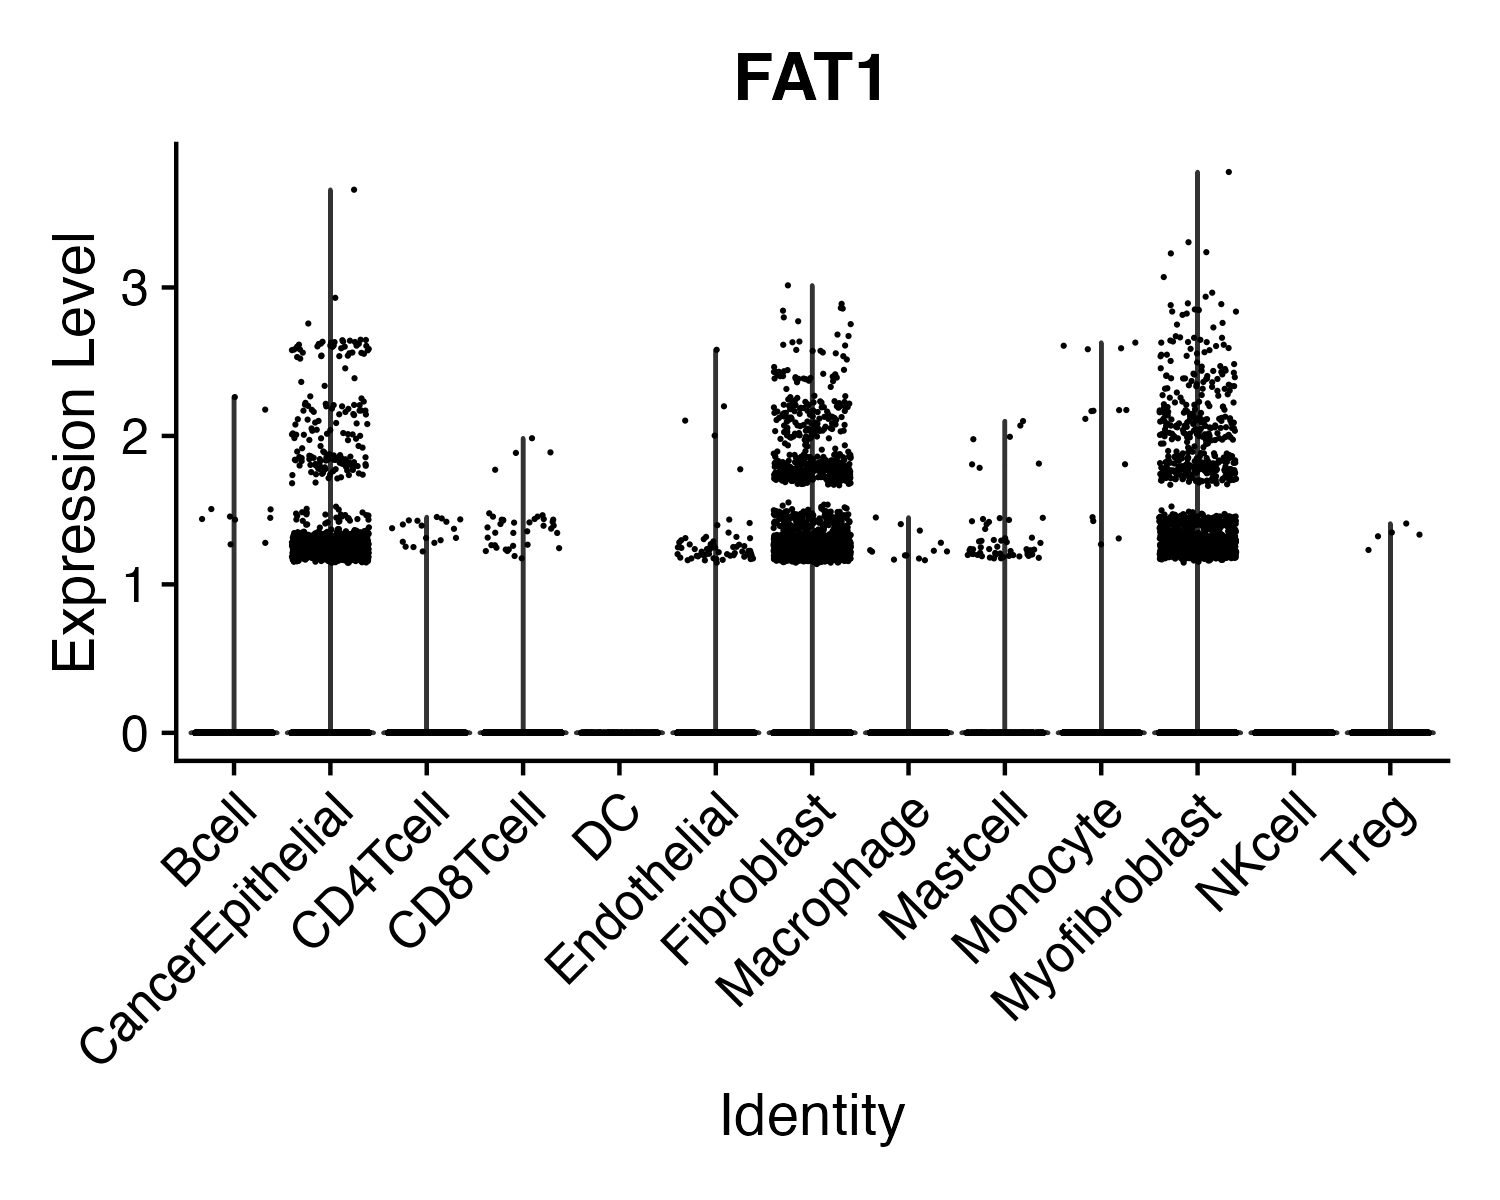 FAT1
Expression Level
3
2
1
0
Bcell
CancerEpithelial
CD4Tcell
CD8Tcell
DC
Endothelial
Fibroblast
Macrophage
Mastcell
Monocyte
Myofibroblast
NKcell
Treg
Identity